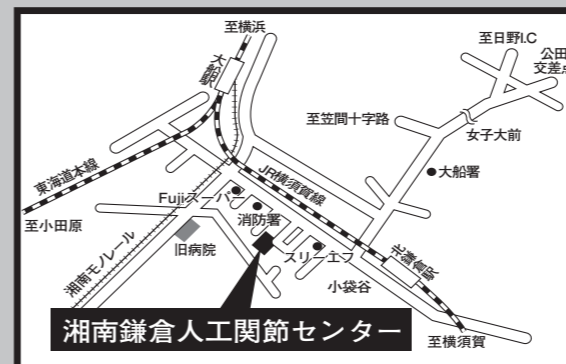 至横浜
大船駅
至日野I.C
公田
交差点
至笠間十字路
女子大前
大船署
東海道本線
JR横須賀線
Fujiスーパー
消防署
至小田原
旧病院
スリーエフ
北鎌倉駅
湘南モノレール
小袋谷
湘南鎌倉人工関節センター
至横須賀